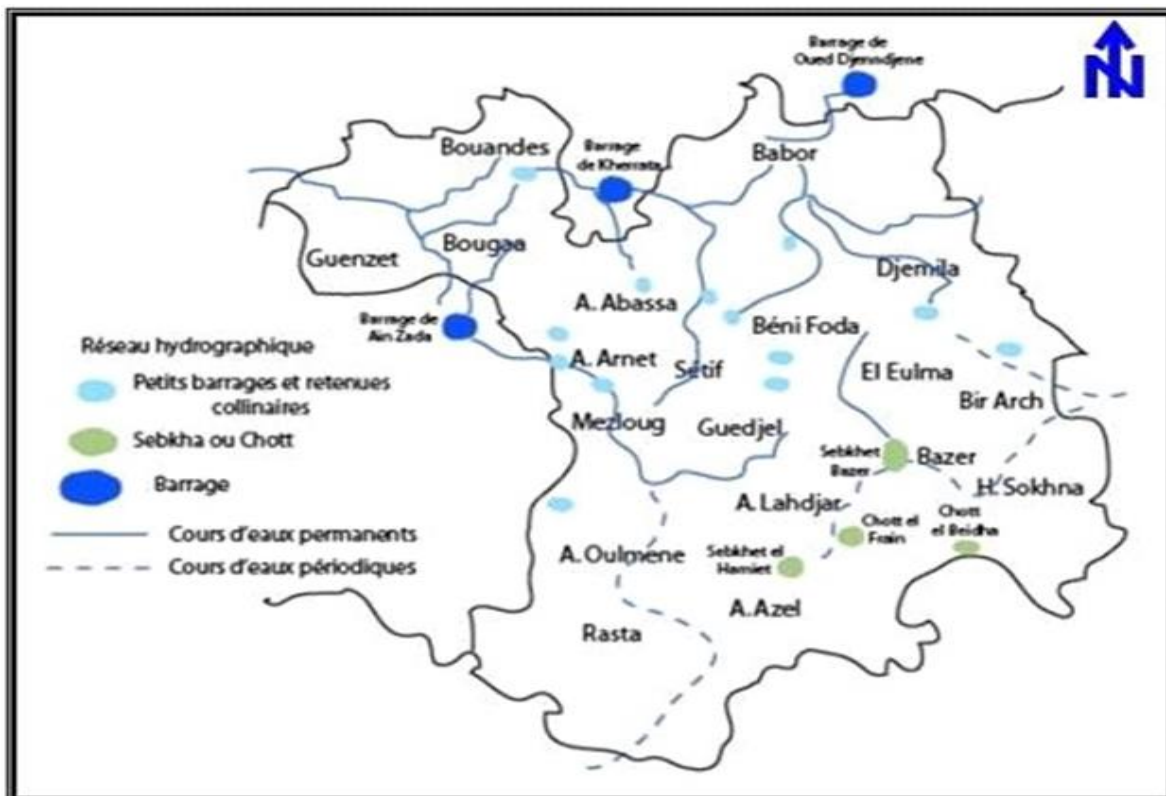 Barrage de
Oued Djenndjene
N
Bouandes
Barrage
de Kherrata
Babor
Guenzet
Bougaa
Djemila
A. Abassa
Barrage de
Ain Zada
Béni Foda
Réseau hydrographique
A. Arnet
Sétif
El Eulma
Petits barrages et retenues
collinaires
Bir Arch
Mezloug
Guedjel
Sebkha ou Chott
Sebkhet
Bazer
Bazer
Barrage
H. Sokhna
A. Lahdjar
Chott
el Beidha
Chott el
Frain
Cours d'eaux permanents
A. Oulmene
Sebkhet el
Hamiet
Cours d'eaux périodiques
A. Azel
Rasta